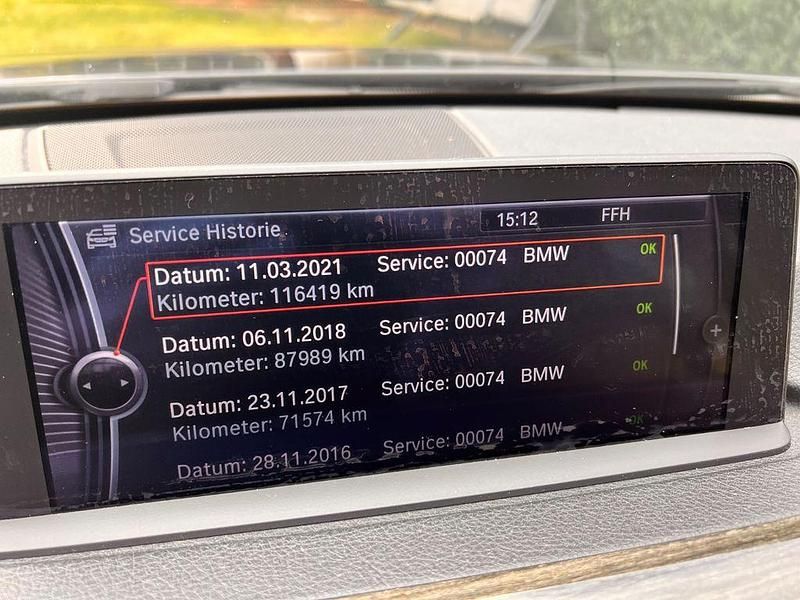 15:12 FFH
Service Historie
Datum: 11.03.2021 Service: 00074 BMW OK
Kilometer: 116419 km
Datum: 06.11.2018 Service: 00074 BMW OK
Kilometer: 87989 km
Datum: 23.11.2017 Service: 00074 BMW OK
Kilometer: 71574 km
Datum: 28.11.2016 Service: 00074 BMW OK